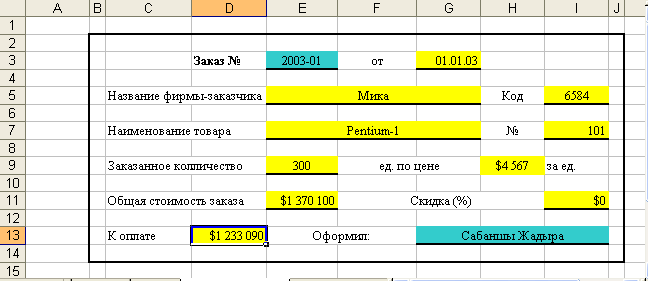 A B C D E F G H I J
1
2
3 Заказ № 2003-01 от 01.01.03
4
5 Название фирмы-заказчика Мика Код 6584
6
7 Наименование товара Pentium-1 № 101
8
9 Заказанное колличество 300 ед. по цене $4 567 за ед.
10
11 Общая стоимость заказа $1 370 100 Скидка (%) $0
12
13 К оплате $1 233 090 Оформил: Сабаншы Жадыра
14
15